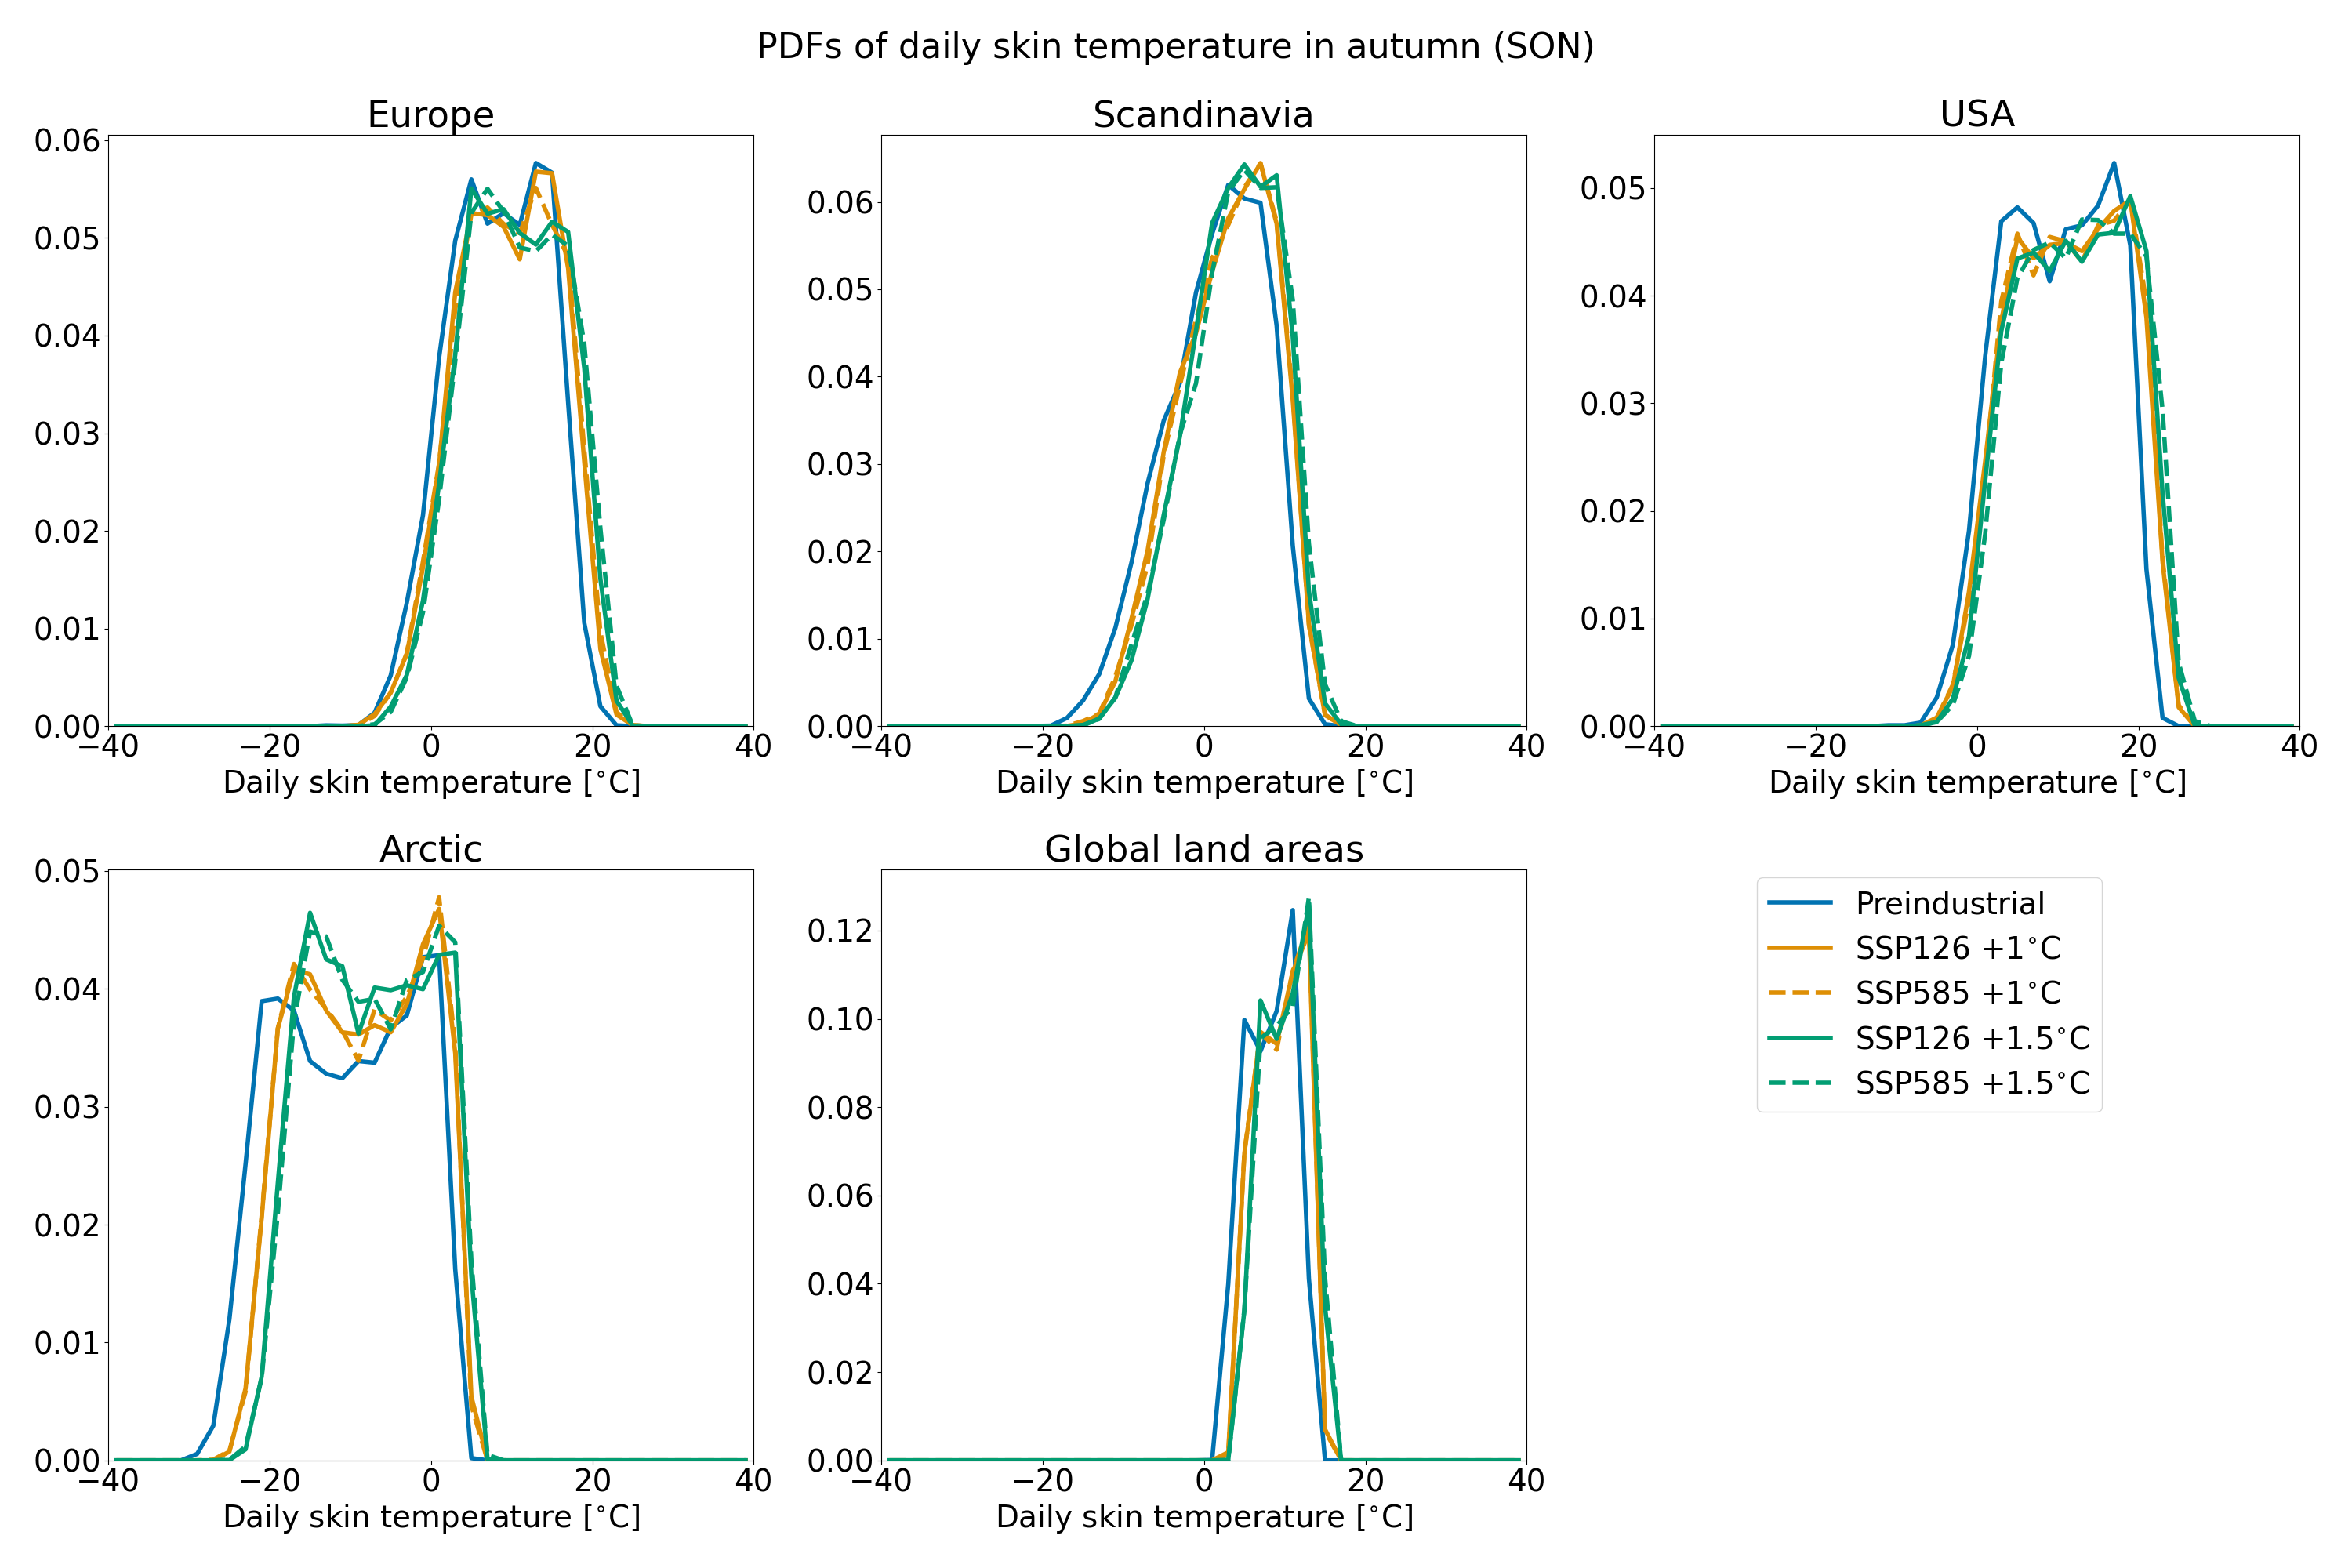 PDFs of daily skin temperature in autumn (SON)
Europe
0.06
0.05
0.04
0.03
0.02
0.01
0.00
−40 −20 0 20 40
Daily skin temperature [°C]
Scandinavia
0.06
0.05
0.04
0.03
0.02
0.01
0.00
−40 −20 0 20 40
Daily skin temperature [°C]
USA
0.05
0.04
0.03
0.02
0.01
0.00
−40 −20 0 20 40
Daily skin temperature [°C]
Arctic
0.05
0.04
0.03
0.02
0.01
0.00
−40 −20 0 20 40
Daily skin temperature [°C]
Global land areas
0.12
0.10
0.08
0.06
0.04
0.02
0.00
−40 −20 0 20 40
Daily skin temperature [°C]
Preindustrial
SSP126 +1°C
SSP585 +1°C
SSP126 +1.5°C
SSP585 +1.5°C